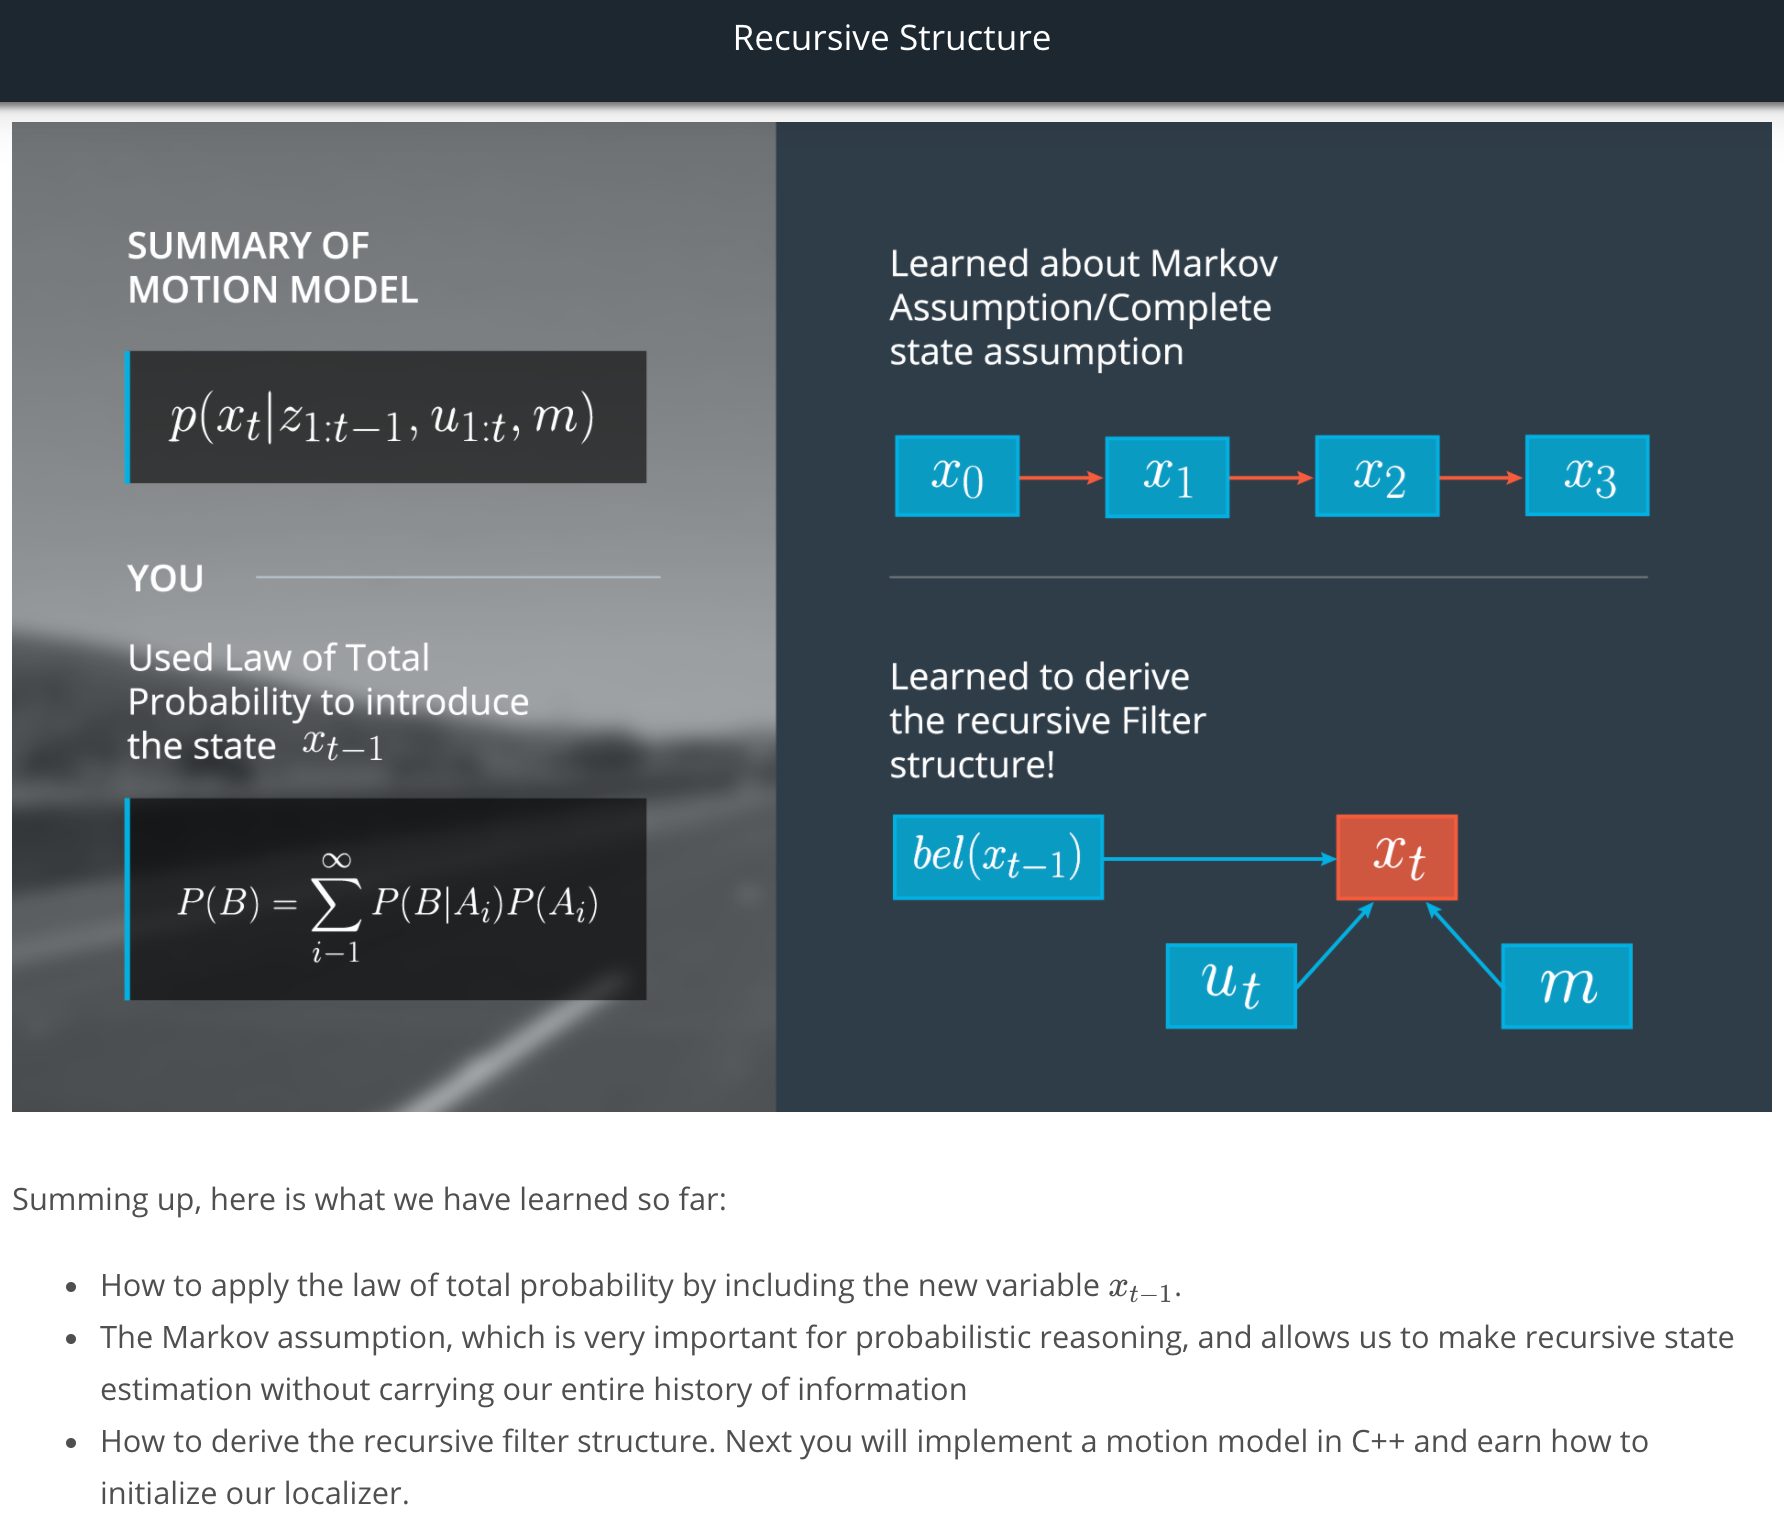 Recursive Structure
SUMMARY OF
MOTION MODEL
p(x_t|z_{1:t−1}, u_{1:t}, m)
YOU
Used Law of Total
Probability to introduce
the state x_{t−1}
P(B) = ∑_{i−1}^{∞} P(B|A_i)P(A_i)
Learned about Markov
Assumption/Complete
state assumption
x_0 x_1 x_2 x_3
Learned to derive
the recursive Filter
structure!
bel(x_{t−1}) x_t
u_t m
Summing up, here is what we have learned so far:
• How to apply the law of total probability by including the new variable x_{t−1}.
• The Markov assumption, which is very important for probabilistic reasoning, and allows us to make recursive state
estimation without carrying our entire history of information
• How to derive the recursive filter structure. Next you will implement a motion model in C++ and earn how to
initialize our localizer.